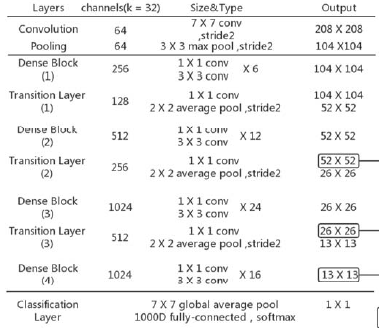 Layers channels(k = 32) Size&Type Output
Convolution 64 7 X 7 conv ,stride2 208 X 208
Pooling 64 3 X 3 max pool ,stride2 104 X104
Dense Block (1) 256 1 X 1 conv 3 X 3 conv X 6 104 X 104
Transition Layer (1) 128 1 X 1 conv 104 X 104
2 X 2 average pool ,stride2 52 X 52
Dense Block (2) 512 1 X 1 conv 3 X 3 conv X 12 52 X 52
Transition Layer (2) 256 1 X 1 conv 52 X 52
2 X 2 average pool ,stride2 26 X 26
Dense Block (3) 1024 1 X 1 conv 3 X 3 conv X 24 26 X 26
Transition Layer (3) 512 1 X 1 conv 26 X 26
2 X 2 average pool ,stride2 13 X 13
Dense Block (4) 1024 1 X 1 conv 3 X 3 conv X 16 13 X 13
Classification Layer 7 X 7 global average pool 1 X 1
1000D fully-connected , softmax